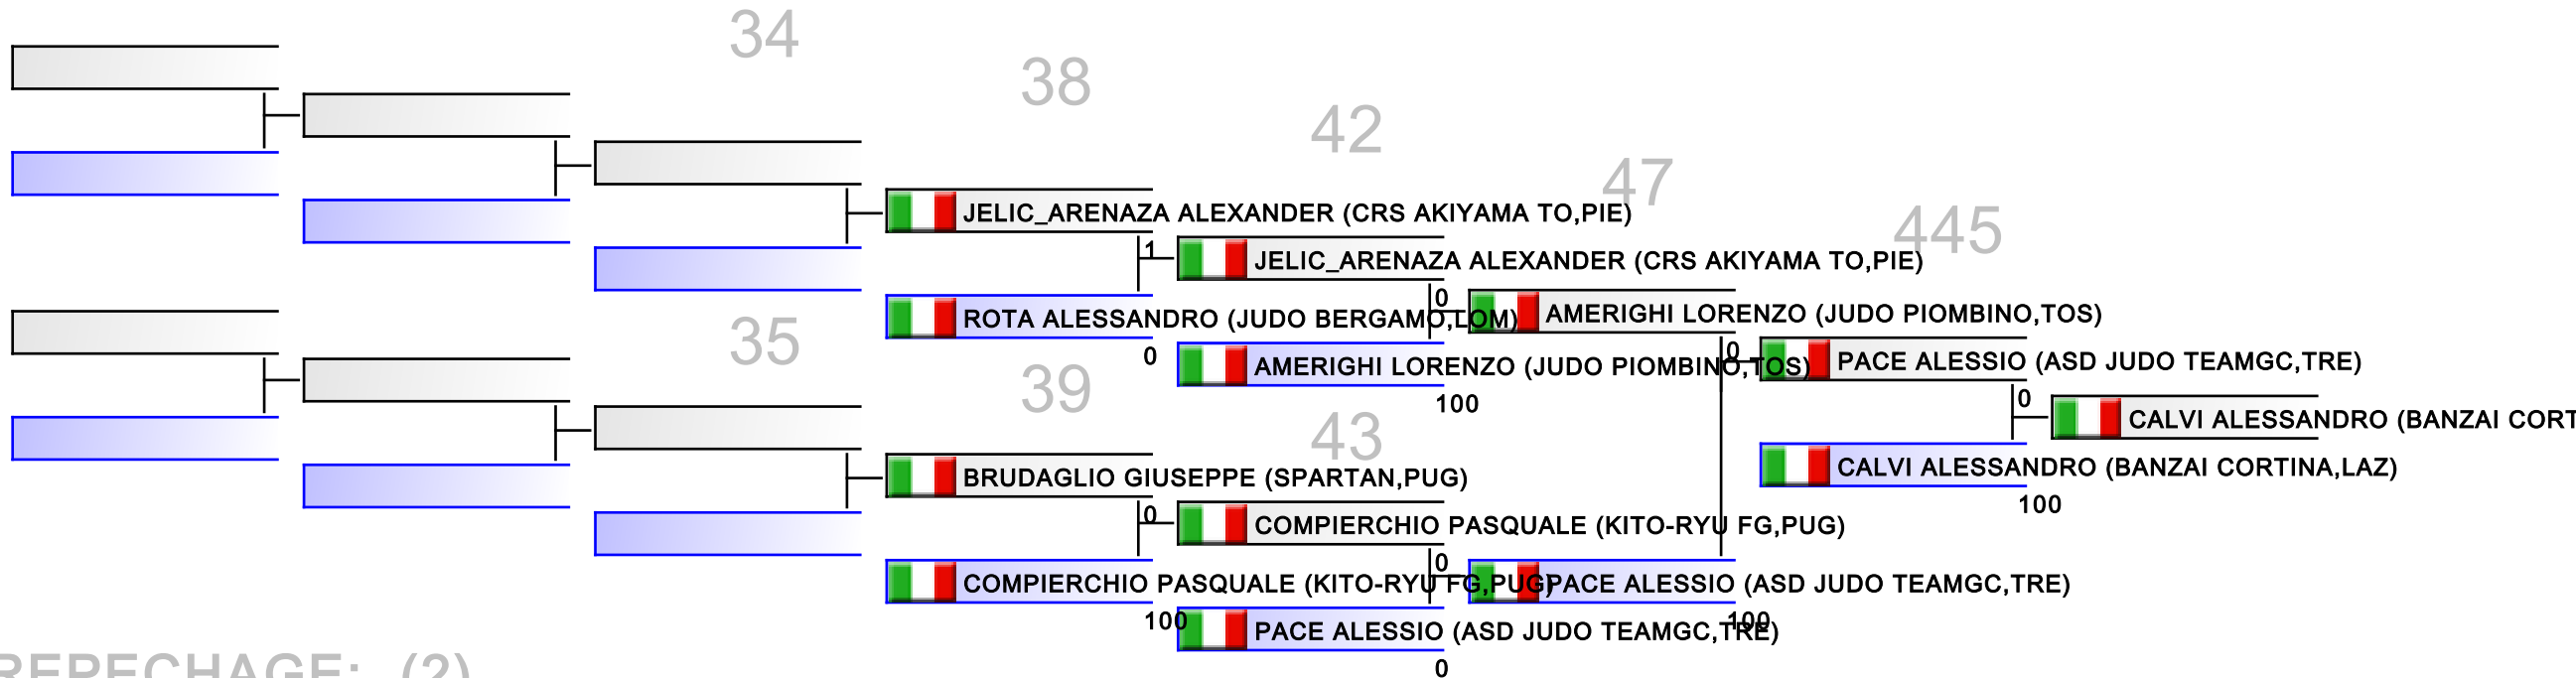 34
38
42
47
445
JELIC_ARENAZA ALEXANDER (CRS AKIYAMA TO,PIE)
1
JELIC_ARENAZA ALEXANDER (CRS AKIYAMA TO,PIE)
0
AMERIGHI LORENZO (JUDO PIOMBINO,TOS)
ROTA ALESSANDRO (JUDO BERGAMO,LOM)
0
0
PACE ALESSIO (ASD JUDO TEAMGC,TRE)
AMERIGHI LORENZO (JUDO PIOMBINO,TOS)
100
0
CALVI ALESSANDRO (BANZAI CORT
CALVI ALESSANDRO (BANZAI CORTINA,LAZ)
100
35
39
43
BRUDAGLIO GIUSEPPE (SPARTAN,PUG)
0
COMPIERCHIO PASQUALE (KITO-RYU FG,PUG)
0
COMPIERCHIO PASQUALE (KITO-RYU FG,PUG)
PACE ALESSIO (ASD JUDO TEAMGC,TRE)
100
100
PACE ALESSIO (ASD JUDO TEAMGC,TRE)
0
REPECHAGE: (2)